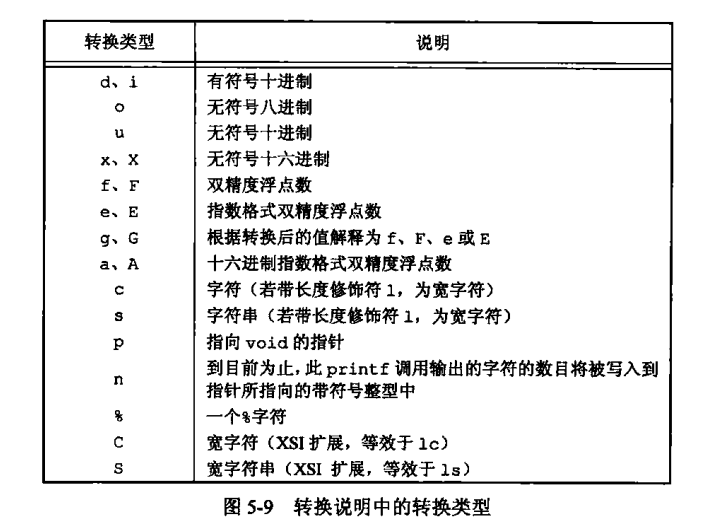 转换类型 说明
d、i 有符号十进制
o 无符号八进制
u 无符号十进制
x、X 无符号十六进制
f、F 双精度浮点数
e、E 指数格式双精度浮点数
g、G 根据转换后的值解释为 f、F、e 或 E
a、A 十六进制指数格式双精度浮点数
c 字符（若带长度修饰符 l，为宽字符）
s 字符串（若带长度修饰符 l，为宽字符）
p 指向 void 的指针
n 到目前为止，此 printf 调用输出的字符的数目将被写入到
指针所指向的带符号整型中
% 一个%字符
C 宽字符（XSI 扩展，等效于 lc）
S 宽字符串（XSI 扩展，等效于 ls）
图 5-9 转换说明中的转换类型